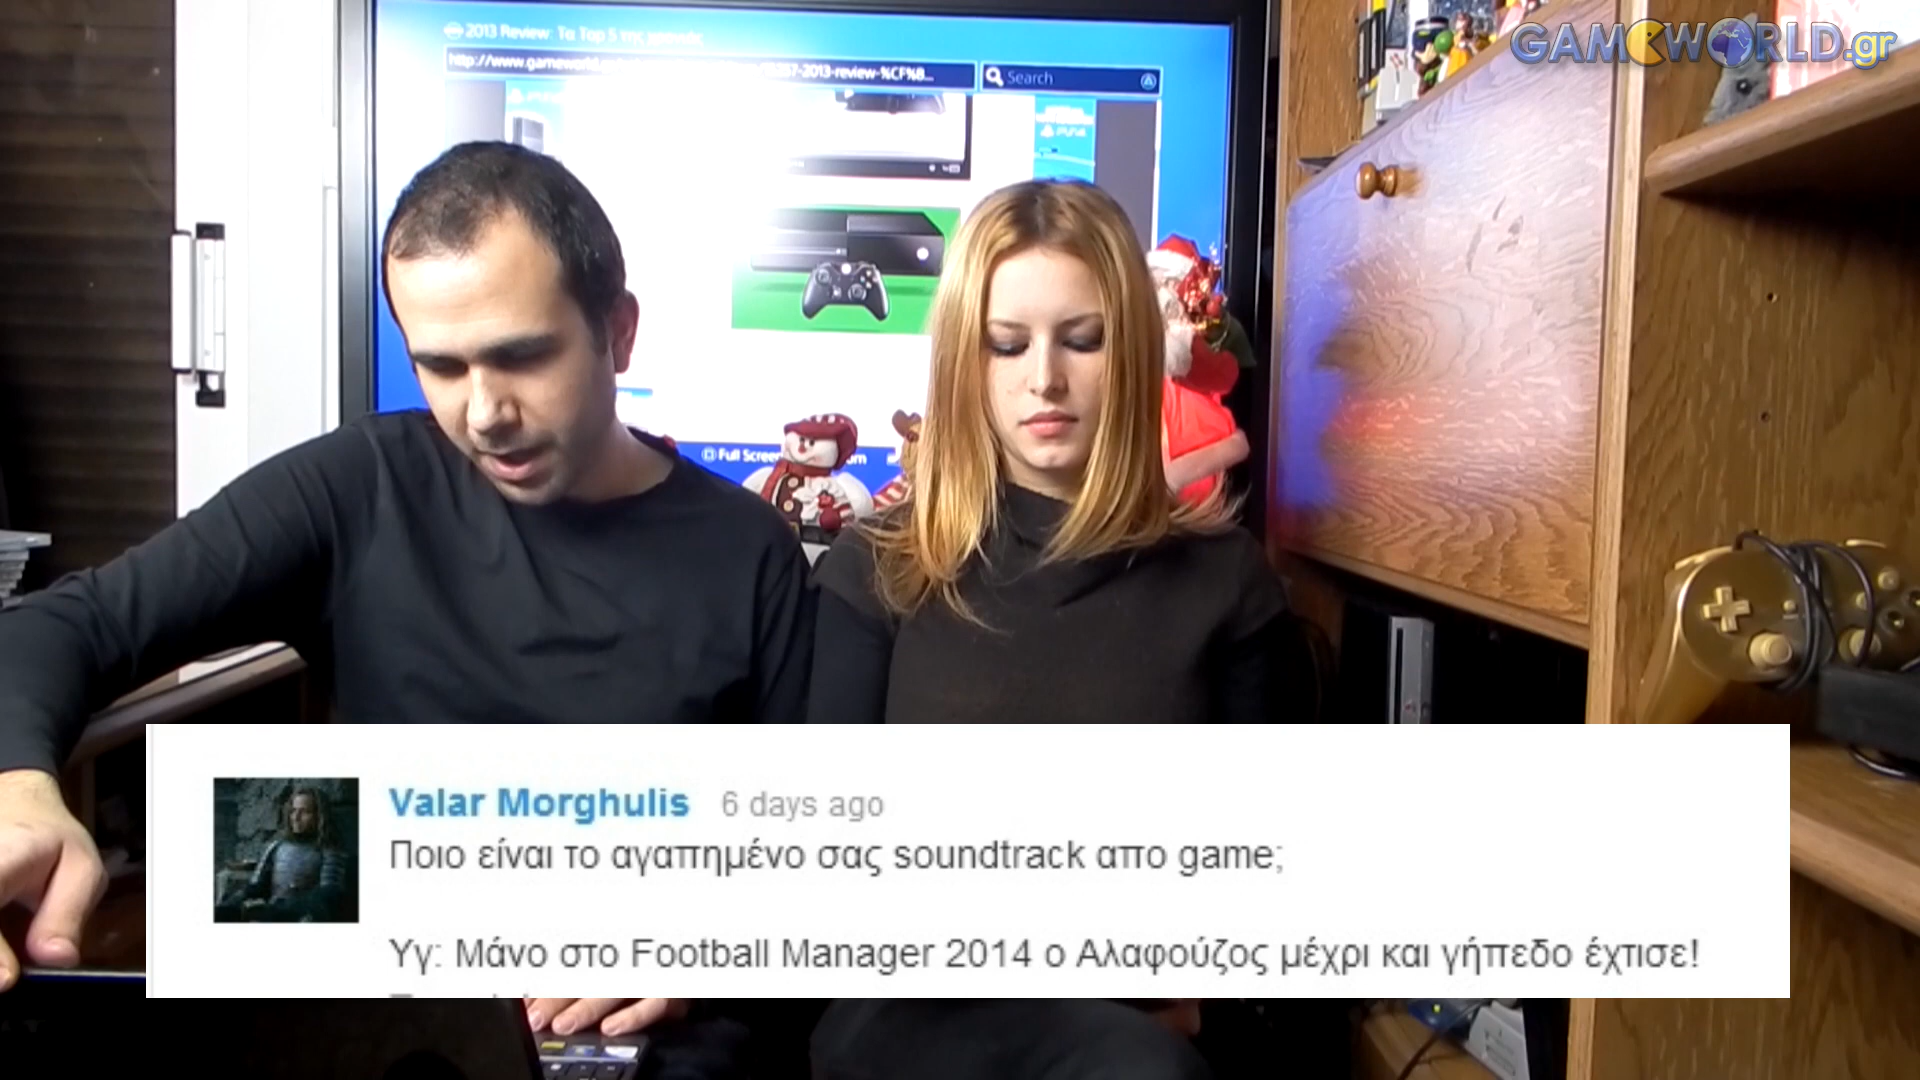 2013 Review: Τα Top 5 της χρονιάς
Search
GAMEWORLD.gr
Full Screen
Valar Morghulis 6 days ago
Ποιο είναι το αγαπημένο σας soundtrack απο game;
Υγ: Μάνο στο Football Manager 2014 ο Αλαφούζος μέχρι και γήπεδο έχτισε!